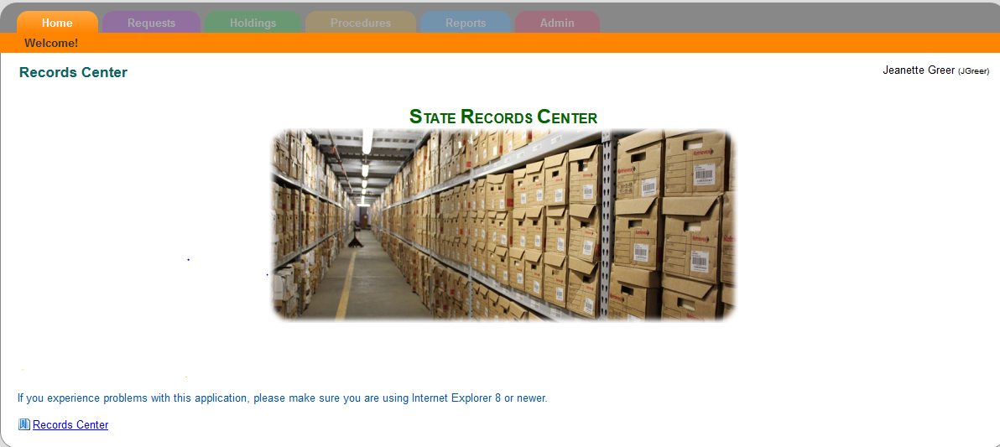 Home Requests Holdings Procedures Reports Admin
Welcome!
Records Center
Jeanette Greer (JGreer)
STATE RECORDS CENTER
If you experience problems with this application, please make sure you are using Internet Explorer 8 or newer.
Records Center